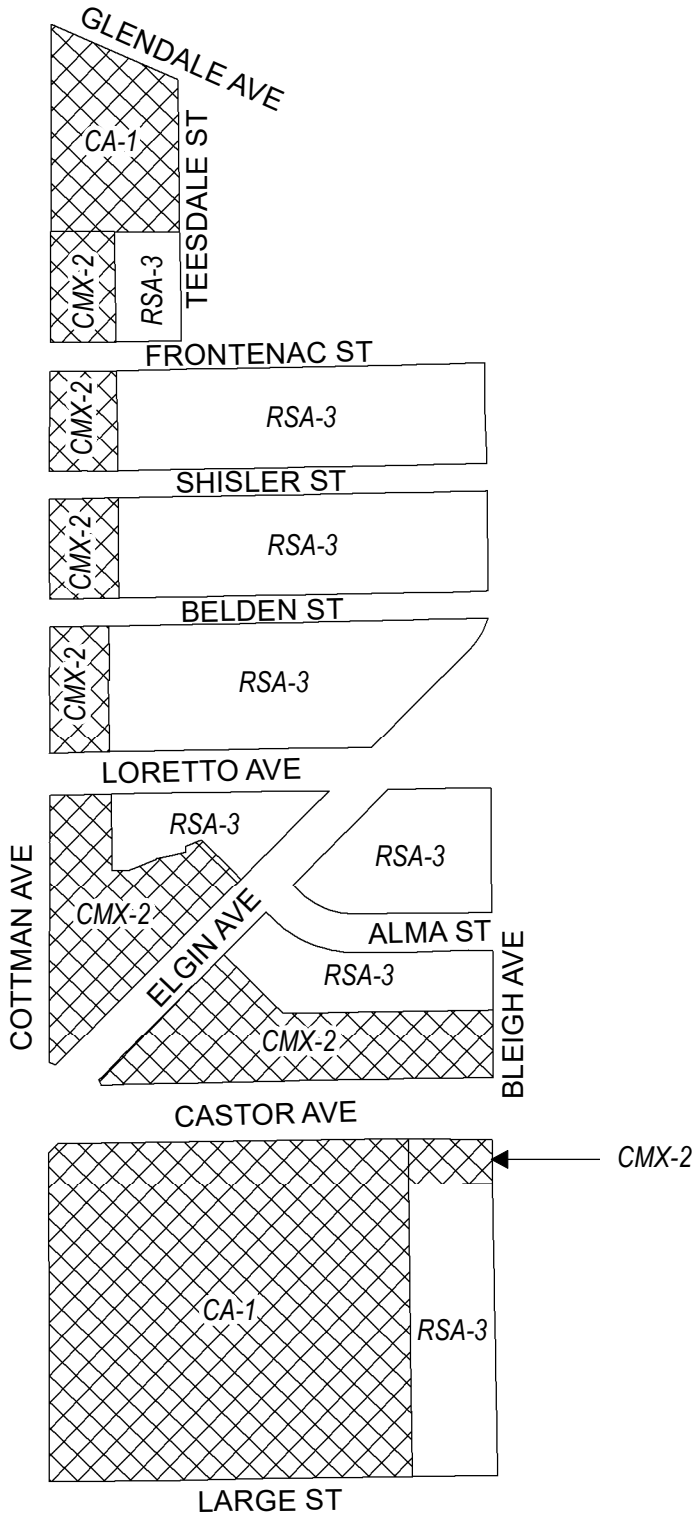 GLENDALE AVE
CA-1
TEESDALE ST
CMX-2
RSA-3
FRONTENAC ST
CMX-2
RSA-3
SHISLER ST
CMX-2
RSA-3
BELDEN ST
CMX-2
RSA-3
LORETTO AVE
RSA-3
RSA-3
COTTMAN AVE
CMX-2
ELGIN AVE
ALMA ST
RSA-3
BLEIGH AVE
CMX-2
CASTOR AVE
CMX-2
CA-1
RSA-3
LARGE ST